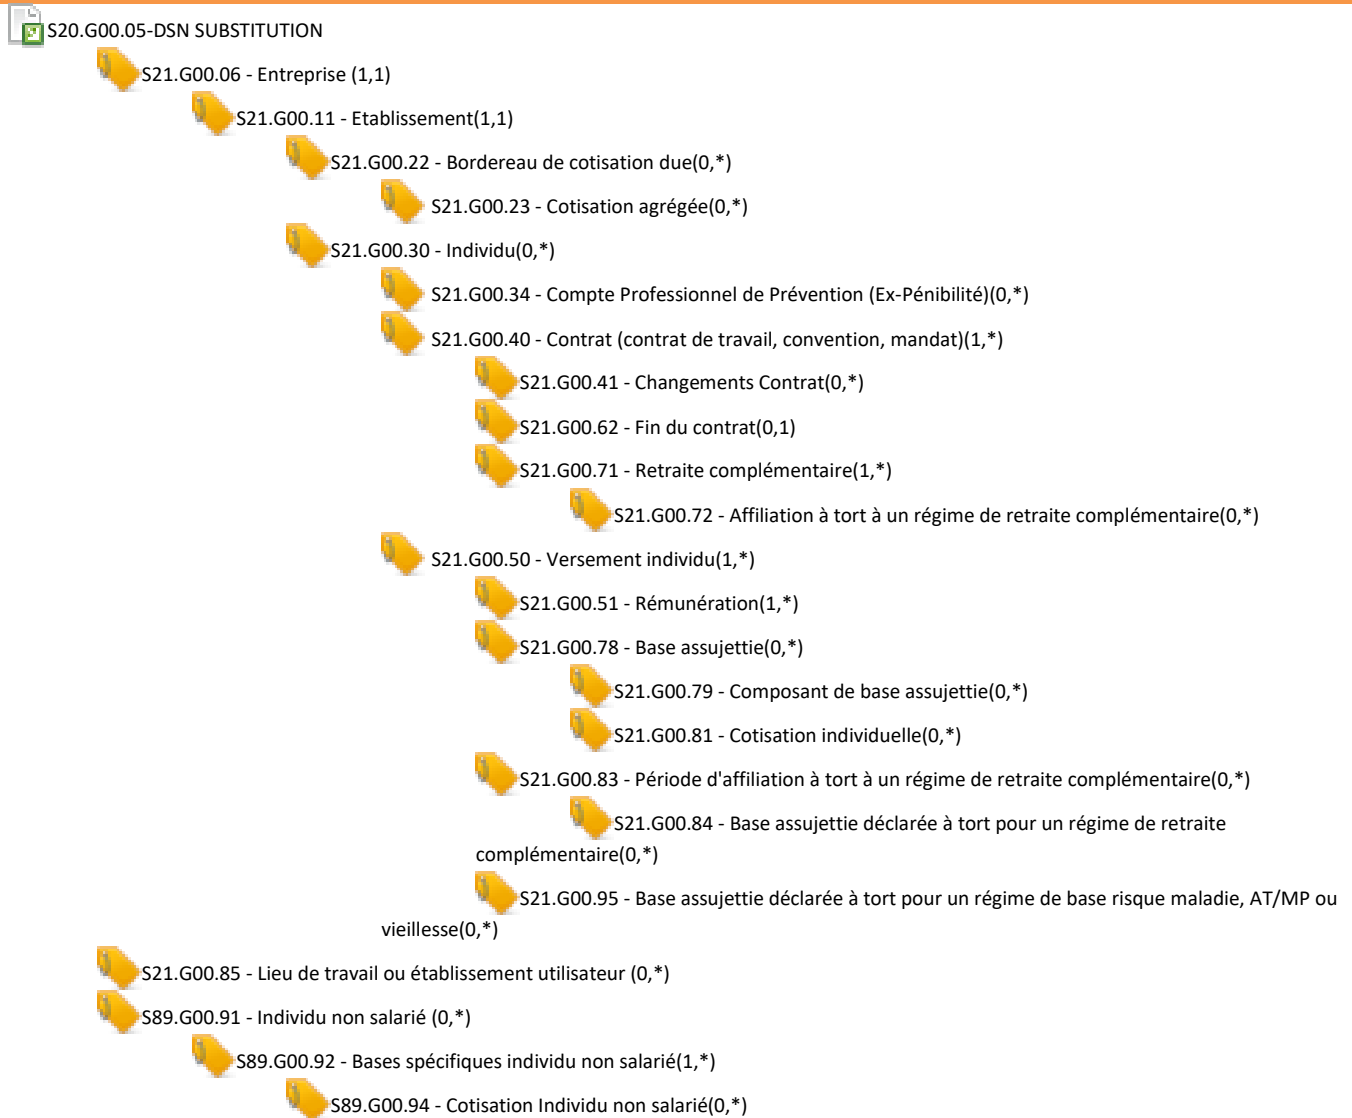 S20.G00.05-DSN SUBSTITUTION
S21.G00.06 - Entreprise (1,1)
S21.G00.11 - Etablissement(1,1)
S21.G00.22 - Bordereau de cotisation due(0,*)
S21.G00.23 - Cotisation agrégée(0,*)
S21.G00.30 - Individu(0,*)
S21.G00.34 - Compte Professionnel de Prévention (Ex-Pénibilité)(0,*)
S21.G00.40 - Contrat (contrat de travail, convention, mandat)(1,*)
S21.G00.41 - Changements Contrat(0,*)
S21.G00.62 - Fin du contrat(0,1)
S21.G00.71 - Retraite complémentaire(1,*)
S21.G00.72 - Affiliation à tort à un régime de retraite complémentaire(0,*)
S21.G00.50 - Versement individu(1,*)
S21.G00.51 - Rémunération(1,*)
S21.G00.78 - Base assujettie(0,*)
S21.G00.79 - Composant de base assujettie(0,*)
S21.G00.81 - Cotisation individuelle(0,*)
S21.G00.83 - Période d'affiliation à tort à un régime de retraite complémentaire(0,*)
S21.G00.84 - Base assujettie déclarée à tort pour un régime de retraite
complémentaire(0,*)
S21.G00.95 - Base assujettie déclarée à tort pour un régime de base risque maladie, AT/MP ou
vieillesse(0,*)
S21.G00.85 - Lieu de travail ou établissement utilisateur (0,*)
S89.G00.91 - Individu non salarié (0,*)
S89.G00.92 - Bases spécifiques individu non salarié(1,*)
S89.G00.94 - Cotisation Individu non salarié(0,*)